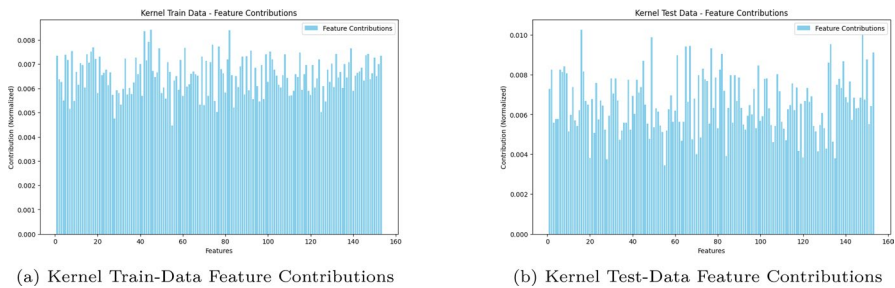 Kernel Train Data - Feature Contributions
Feature Contributions
0.008
0.007
0.006
0.005
0.004
0.003
0.002
0.001
0.000
Contribution (Normalized)
0 20 40 60 80 100 120 140 160
Features
(a) Kernel Train-Data Feature Contributions
Kernel Test Data - Feature Contributions
Feature Contributions
0.010
0.008
0.006
0.004
0.002
0.000
Contribution (Normalized)
0 20 40 60 80 100 120 140 160
Features
(b) Kernel Test-Data Feature Contributions